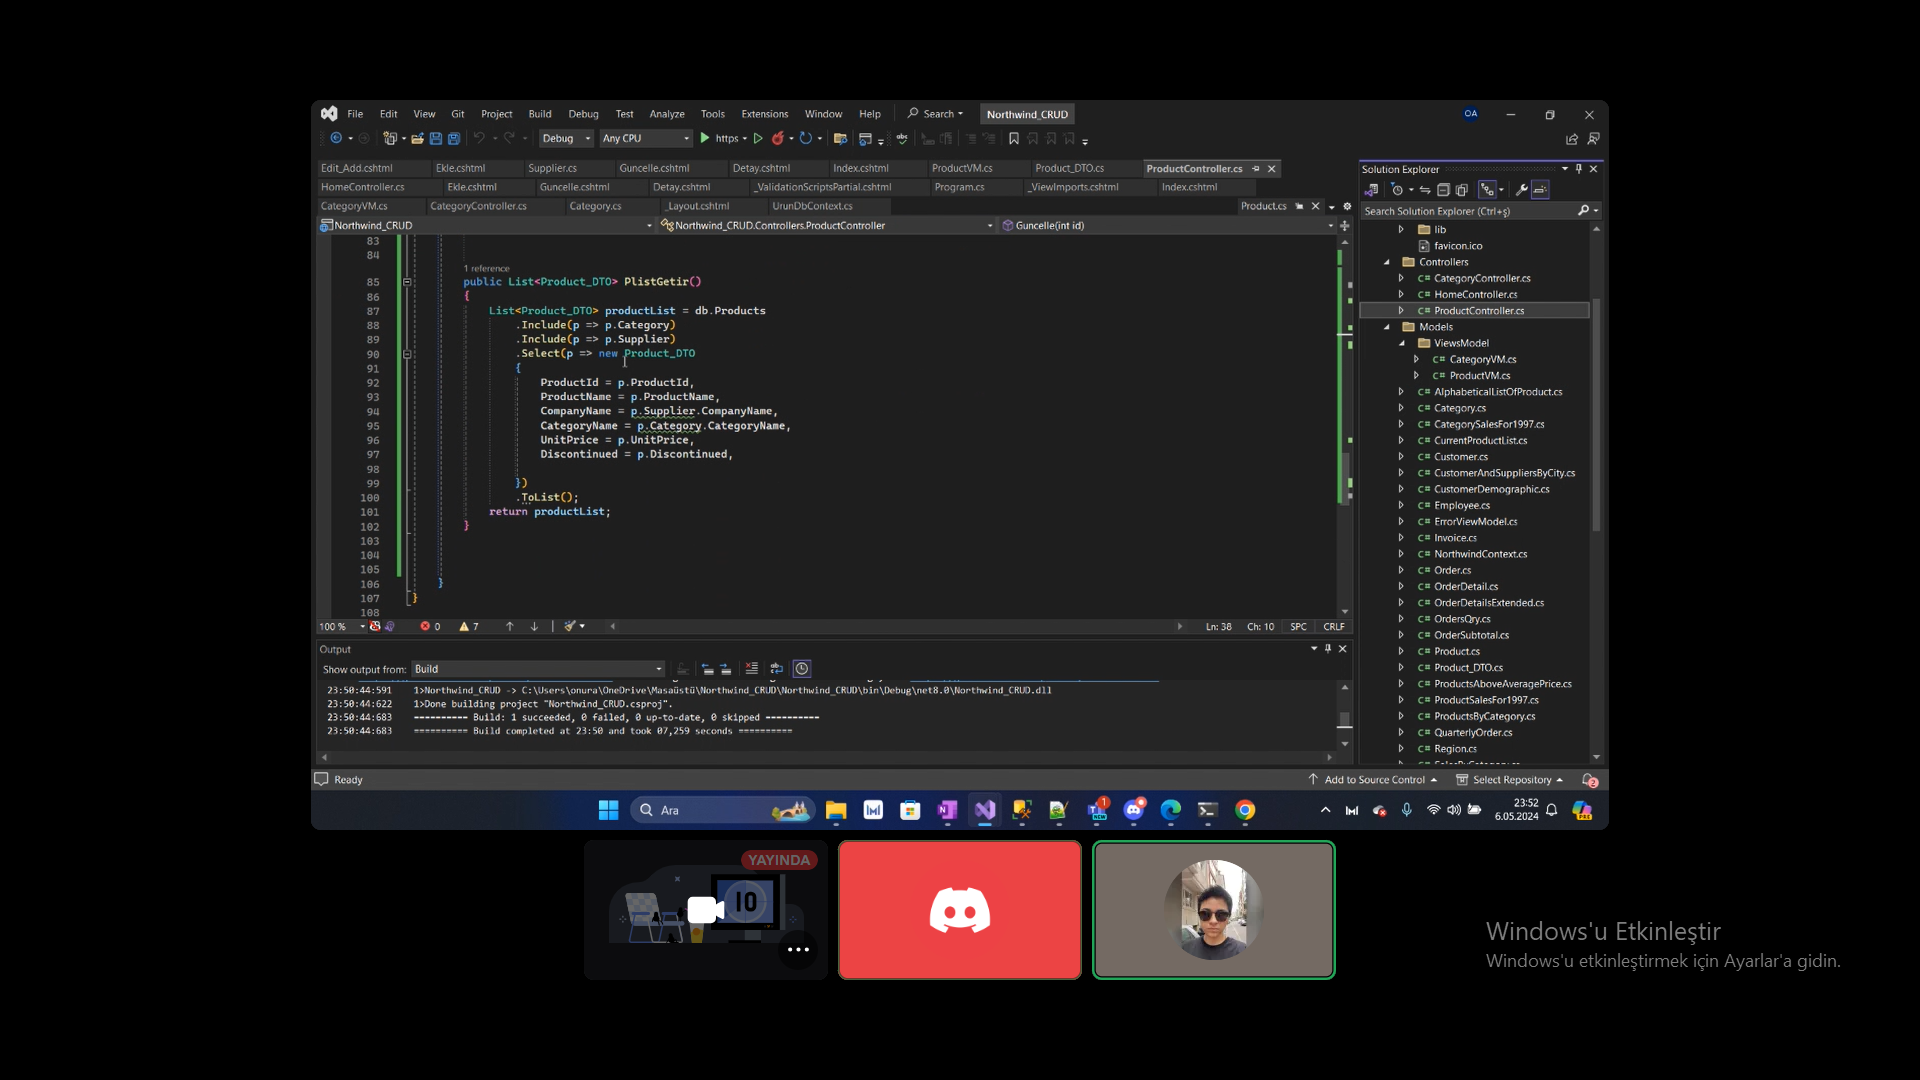 File Edit View Git Project Build Debug Test Analyze Tools Extensions Window Help Search Northwind_CRUD OA
Debug Any CPU https
Edit_Add.cshtml Ekle.cshtml Supplier.cs Guncelle.cshtml Detay.cshtml Index.cshtml ProductVM.cs Product_DTO.cs ProductController.cs
HomeController.cs Ekle.cshtml Guncelle.cshtml Detay.cshtml _ValidationScriptsPartial.cshtml Program.cs _ViewImports.cshtml Index.cshtml
CategoryVM.cs CategoryController.cs Category.cs _Layout.cshtml UrunDbContext.cs Product.cs
Northwind_CRUD Northwind_CRUD.Controllers.ProductController Guncelle(int id)
83
84
1 reference
85 public List<Product_DTO> PlistGetir()
86 {
87 List<Product_DTO> productList = db.Products
88 .Include(p => p.Category)
89 .Include(p => p.Supplier)
90 .Select(p => new Product_DTO
91 {
92 ProductId = p.ProductId,
93 ProductName = p.ProductName,
94 CompanyName = p.Supplier.CompanyName,
95 CategoryName = p.Category.CategoryName,
96 UnitPrice = p.UnitPrice,
97 Discontinued = p.Discontinued,
98
99 })
100 .ToList();
101 return productList;
102 }
103
104
105
106 }
107 }
108
100 % 0 7 Ln: 38 Ch: 10 SPC CRLF
Output
Show output from: Build
23:50:44:591 1>Northwind_CRUD -> C:\Users\onura\OneDrive\Masaüstü\Northwind_CRUD\Northwind_CRUD\bin\Debug\net8.0\Northwind_CRUD.dll
23:50:44:622 1>Done building project "Northwind_CRUD.csproj".
23:50:44:683 ========== Build: 1 succeeded, 0 failed, 0 up-to-date, 0 skipped ==========
23:50:44:683 ========== Build completed at 23:50 and took 07,259 seconds ==========
Solution Explorer
Search Solution Explorer (Ctrl+ş)
lib
favicon.ico
Controllers
C# CategoryController.cs
C# HomeController.cs
C# ProductController.cs
Models
ViewsModel
C# CategoryVM.cs
C# ProductVM.cs
C# AlphabeticalListOfProduct.cs
C# Category.cs
C# CategorySalesFor1997.cs
C# CurrentProductList.cs
C# Customer.cs
C# CustomerAndSuppliersByCity.cs
C# CustomerDemographic.cs
C# Employee.cs
C# ErrorViewModel.cs
C# Invoice.cs
C# NorthwindContext.cs
C# Order.cs
C# OrderDetail.cs
C# OrderDetailsExtended.cs
C# OrdersQry.cs
C# OrderSubtotal.cs
C# Product.cs
C# Product_DTO.cs
C# ProductsAboveAveragePrice.cs
C# ProductSalesFor1997.cs
C# ProductsByCategory.cs
C# QuarterlyOrder.cs
C# Region.cs
Ready Add to Source Control Select Repository 2
Ara 1 NEW 23:52
6.05.2024 PRE
YAYINDA
10
Windows'u Etkinleştir
Windows'u etkinleştirmek için Ayarlar'a gidin.